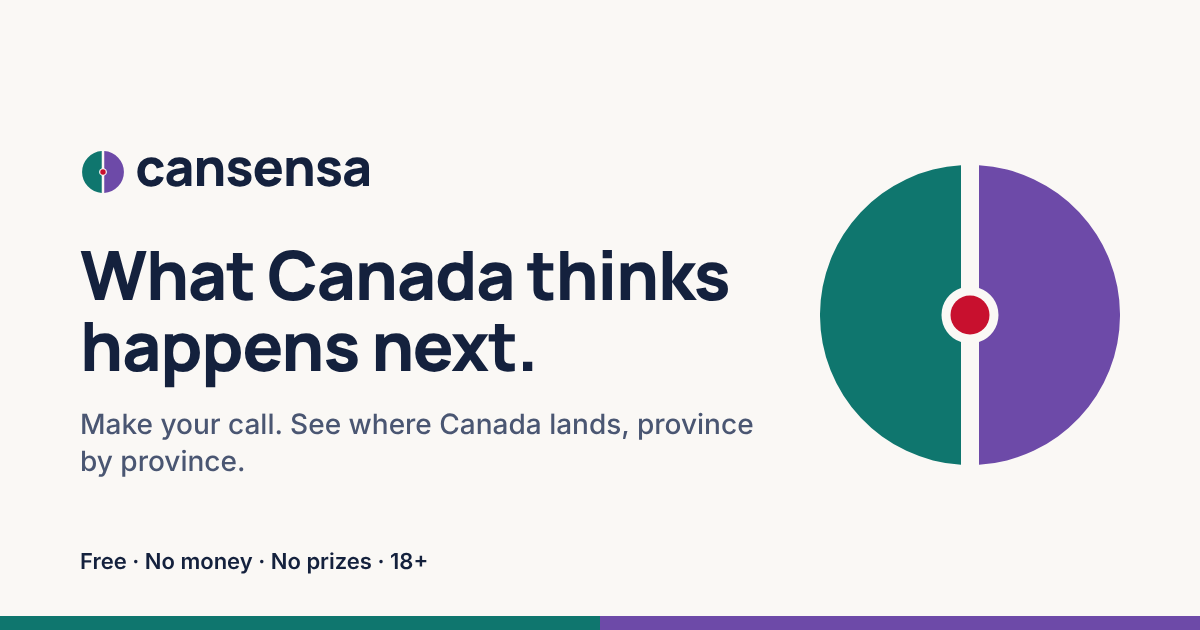 cansensa
What Canada thinks
happens next.
Make your call. See where Canada lands, province
by province.
Free · No money · No prizes · 18+